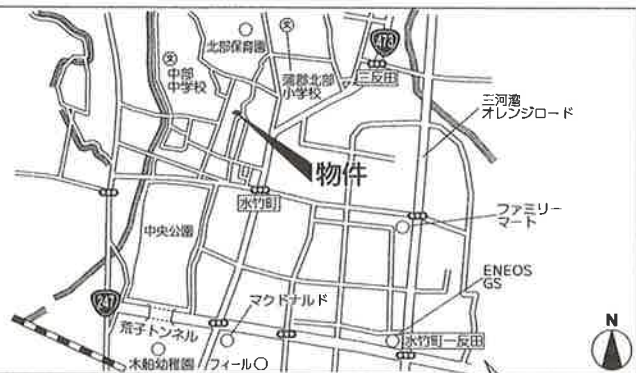 北部保育園
文
中部
中学校
文
蒲郡北部
小学校
473
三反田
三河湾
オレンジロード
物件
水竹町
中央公園
ファミリー
マート
ENEOS
GS
247
マクドナルド
荒子トンネル
水竹町一反田
木船幼稚園
フィール
N